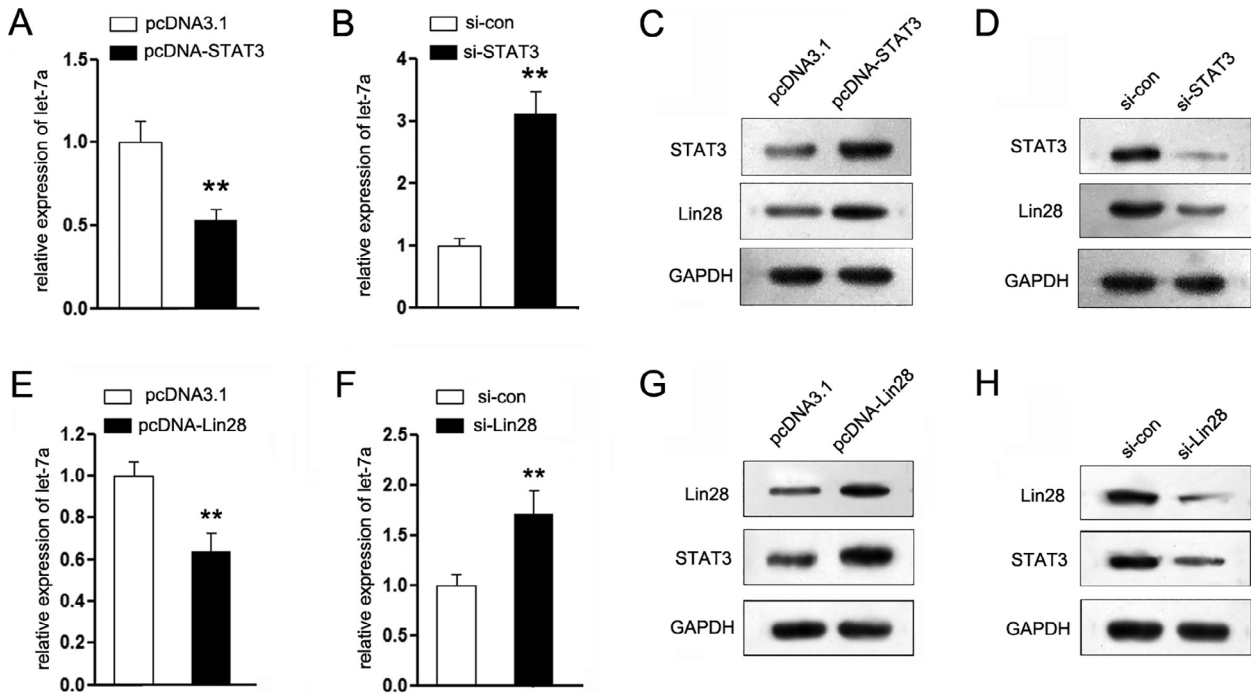 A
pcDNA3.1
pcDNA-STAT3
relative expression of let-7a
1.5
1.0
0.5
0.0
**
B
si-con
si-STAT3
relative expression of let-7a
4
3
2
1
0
**
C
pcDNA3.1
pcDNA-STAT3
STAT3
Lin28
GAPDH
D
si-con
si-STAT3
STAT3
Lin28
GAPDH
E
pcDNA3.1
pcDNA-Lin28
relative expression of let-7a
1.2
1.0
0.8
0.6
0.4
0.2
0.0
**
F
si-con
si-Lin28
relative expression of let-7a
2.5
2.0
1.5
1.0
0.5
0.0
**
G
pcDNA3.1
pcDNA-Lin28
Lin28
STAT3
GAPDH
H
si-con
si-Lin28
Lin28
STAT3
GAPDH